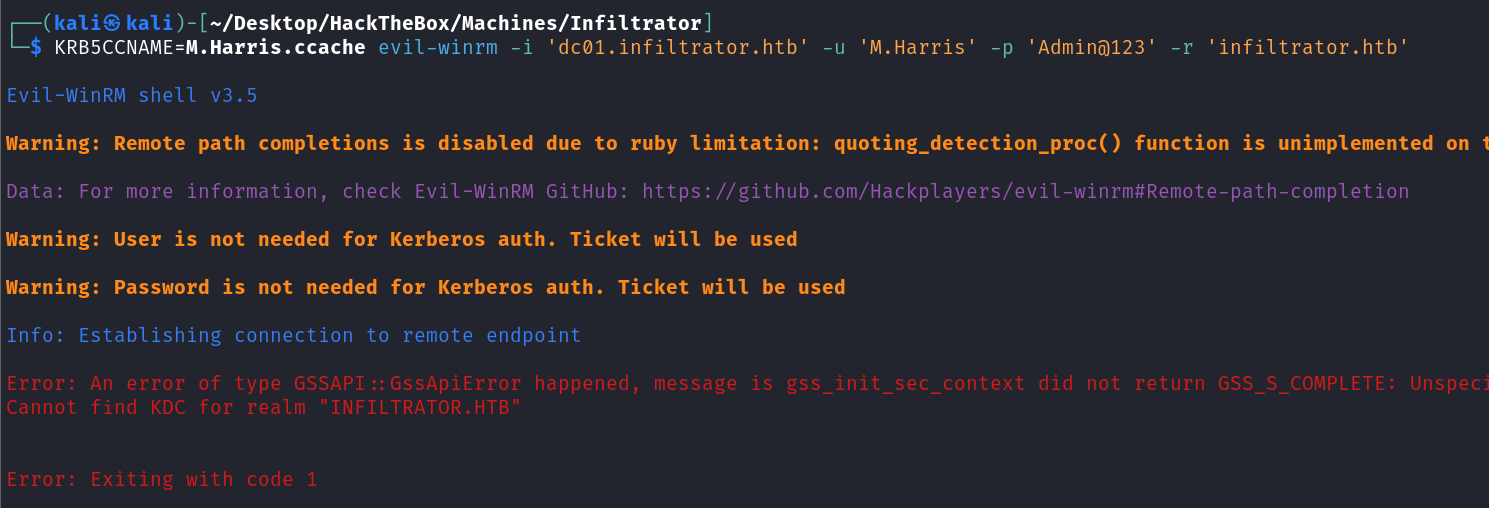 ┌──(kali㉿kali)-[~/Desktop/HackTheBox/Machines/Infiltrator]
└─$ KRB5CCNAME=M.Harris.ccache evil-winrm -i 'dc01.infiltrator.htb' -u 'M.Harris' -p 'Admin@123' -r 'infiltrator.htb'
Evil-WinRM shell v3.5
Warning: Remote path completions is disabled due to ruby limitation: quoting_detection_proc() function is unimplemented on
Data: For more information, check Evil-WinRM GitHub: https://github.com/Hackplayers/evil-winrm#Remote-path-completion
Warning: User is not needed for Kerberos auth. Ticket will be used
Warning: Password is not needed for Kerberos auth. Ticket will be used
Info: Establishing connection to remote endpoint
Error: An error of type GSSAPI::GssApiError happened, message is gss_init_sec_context did not return GSS_S_COMPLETE:
Cannot find KDC for realm "INFILTRATOR.HTB"
Error: Exiting with code 1